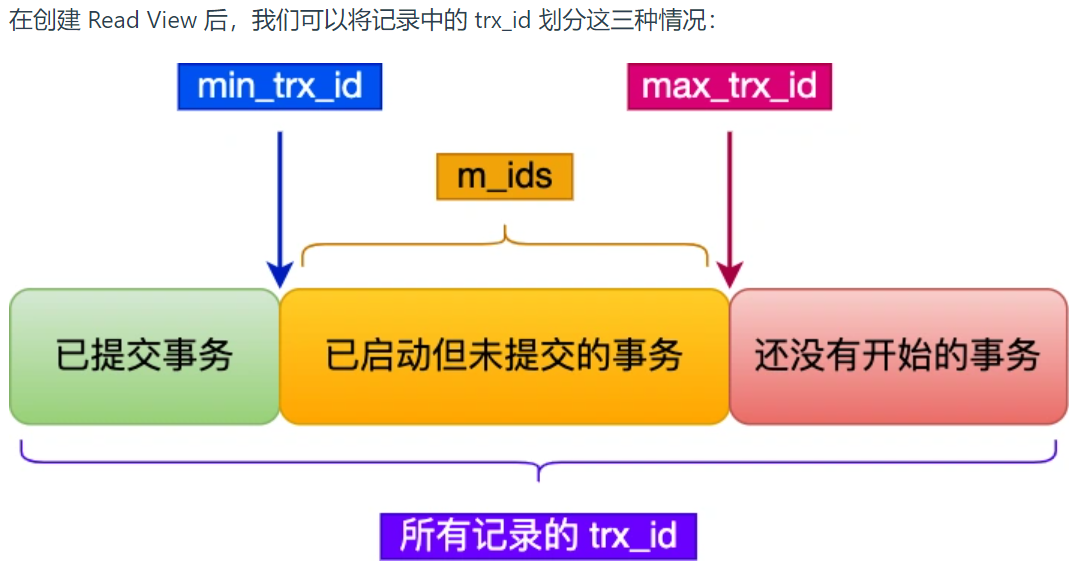 在创建 Read View 后，我们可以将记录中的 trx_id 划分这三种情况：
min_trx_id
max_trx_id
m_ids
已提交事务
已启动但未提交的事务
还没有开始的事务
所有记录的 trx_id